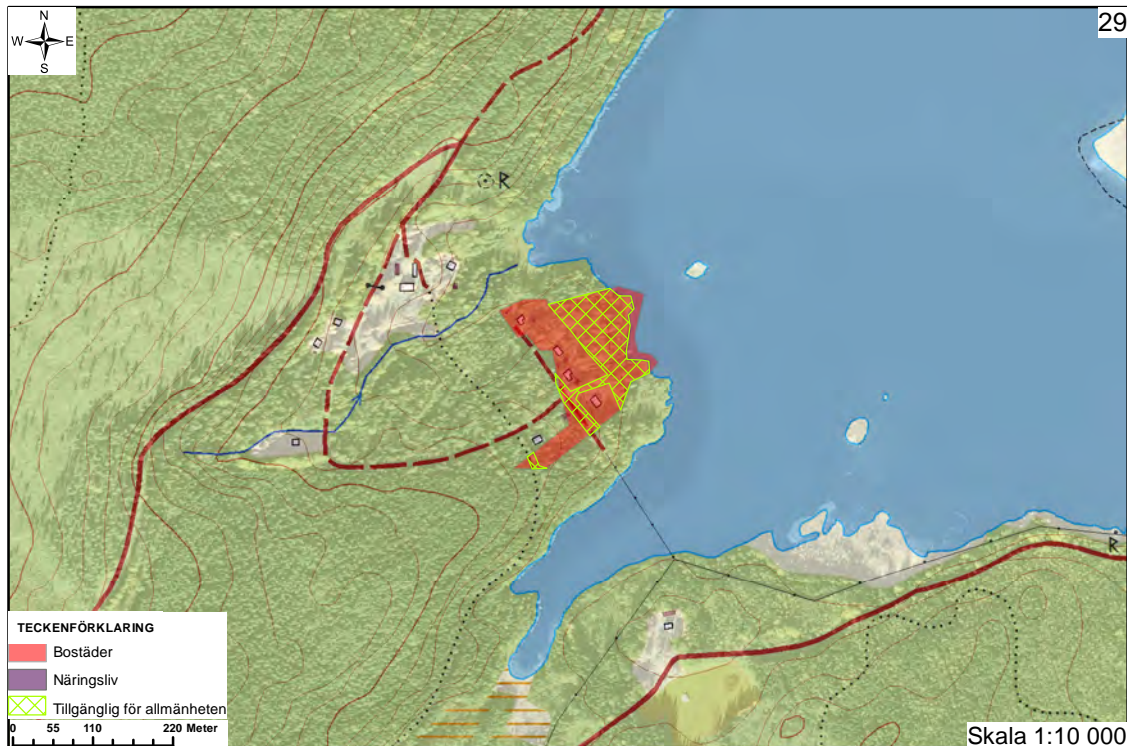 N
W E
S
29
R
R
TECKENFÖRKLARING
Bostäder
Näringsliv
Tillgänglig för allmänheten
0 55 110 220 Meter
Skala 1:10 000